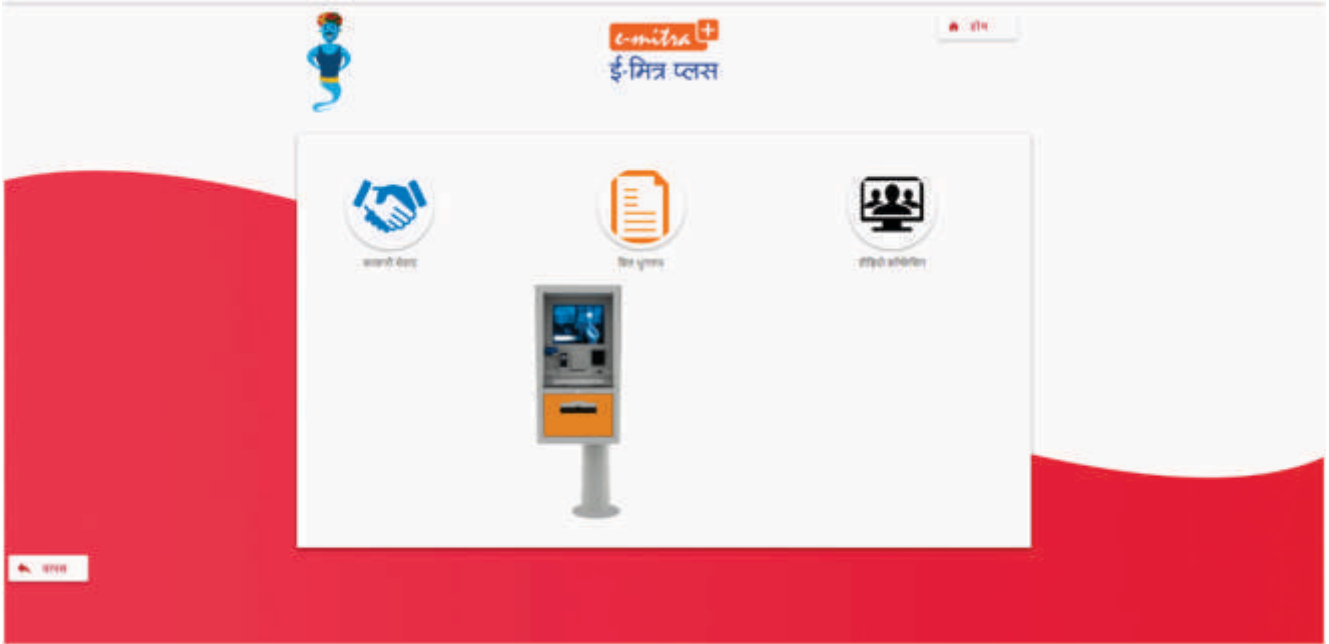 e-mitra +
होम
ई-मित्र प्लस
सरकारी सेवाएं
बिल भुगतान
वीडियो कॉन्फ्रेंसिंग
वापस